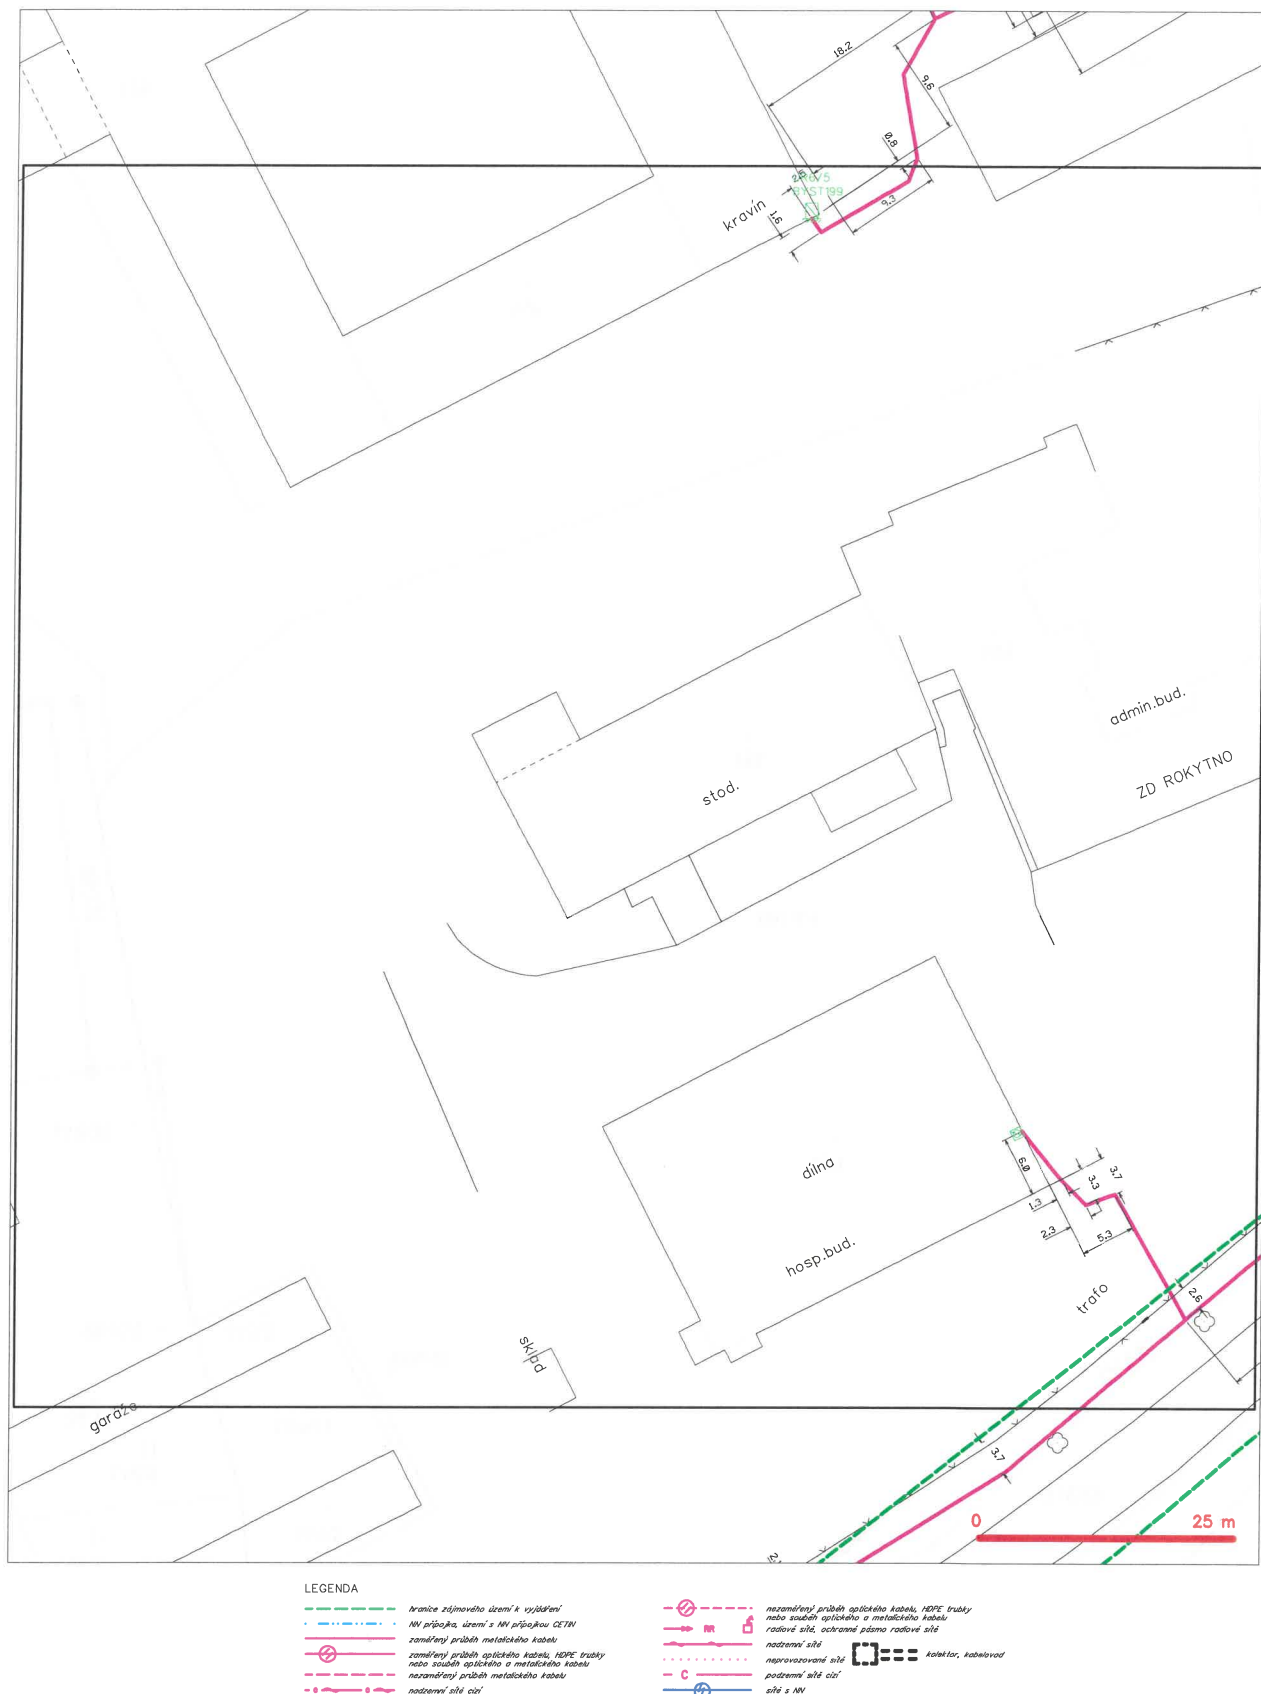 18.2
9.6
0.8
2.5
BYST199
9.3
1.6
kravín
admin.bud.
ZD ROKYTNO
stod.
dílna
6.0
3.7
3.3
1.3
2.3
5.3
hosp.bud.
trafo
2.6
sklad
garáže
3.7
0
25 m
LEGENDA
hranice zájmového území k vyjádření
NN přípojka, území s NN přípojkou CETIN
zaměřený průběh metalického kabelu
zaměřený průběh optického kabelu, HDPE trubky
nebo souběh optického a metalického kabelu
nezaměřený průběh metalického kabelu
nadzemní sítě cizí
nezaměřený průběh optického kabelu, HDPE trubky
nebo souběh optického a metalického kabelu
RR
radiové sítě, ochranné pásmo radiové sítě
nadzemní sítě
neprovozované sítě
kolektor, kabelovod
C
podzemní sítě cizí
sítě s NN